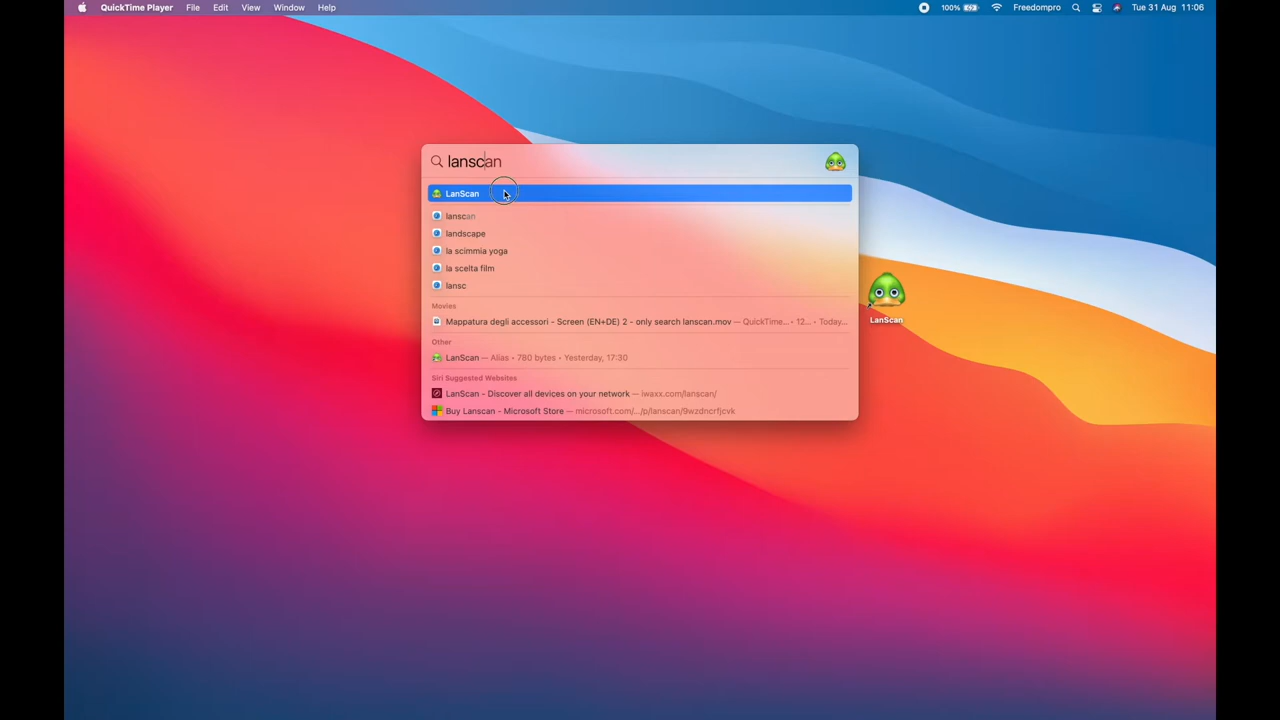 QuickTime Player File Edit View Window Help 100% Freedompro Tue 31 Aug 11:06
lanscan
LanScan
lanscan
landscape
la scimmia yoga
la scelta film
lansc
Movies
Mappatura degli accessori - Screen (EN+DE) 2 - only search lanscan.mov — QuickTime... • 12... • Today...
LanScan
Other
LanScan — Alias • 780 bytes • Yesterday, 17:30
Siri Suggested Websites
LanScan - Discover all devices on your network — iwaxx.com/lanscan/
Buy Lanscan - Microsoft Store — microsoft.com/.../p/lanscan/9wzdncrfjcvk